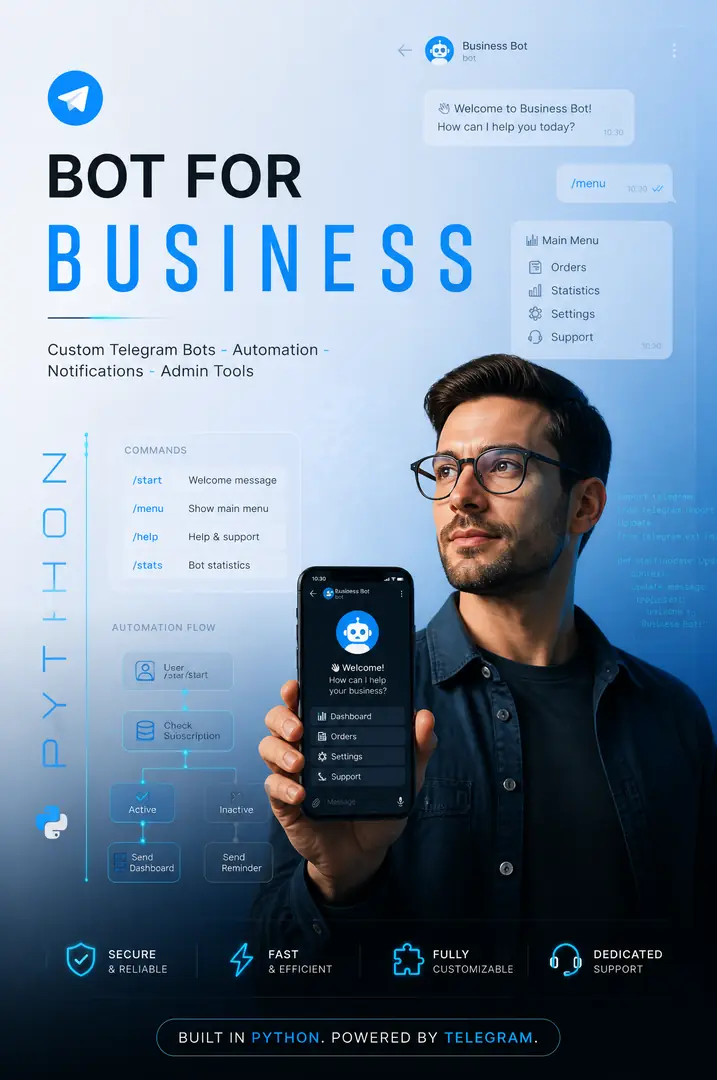 Business Bot
bot
👋 Welcome to Business Bot!
How can I help you today?
10:30
/menu
10:30
Main Menu
Orders
Statistics
Settings
Support
10:30
BOT FOR
BUSINESS
Custom Telegram Bots - Automation -
Notifications - Admin Tools
PYTHON
COMMANDS
/start Welcome message
/menu Show main menu
/help Help & support
/stats Bot statistics
AUTOMATION FLOW
User
/start
Check
Subscription
Active
Inactive
Send
Dashboard
Send
Reminder
10:30
Business Bot
bot
👋 Welcome!
How can I help
your business?
Dashboard
Orders
Settings
Support
Message
import telegram
SECURE
& RELIABLE
FAST
& EFFICIENT
FULLY
CUSTOMIZABLE
DEDICATED
SUPPORT
BUILT IN PYTHON. POWERED BY TELEGRAM.